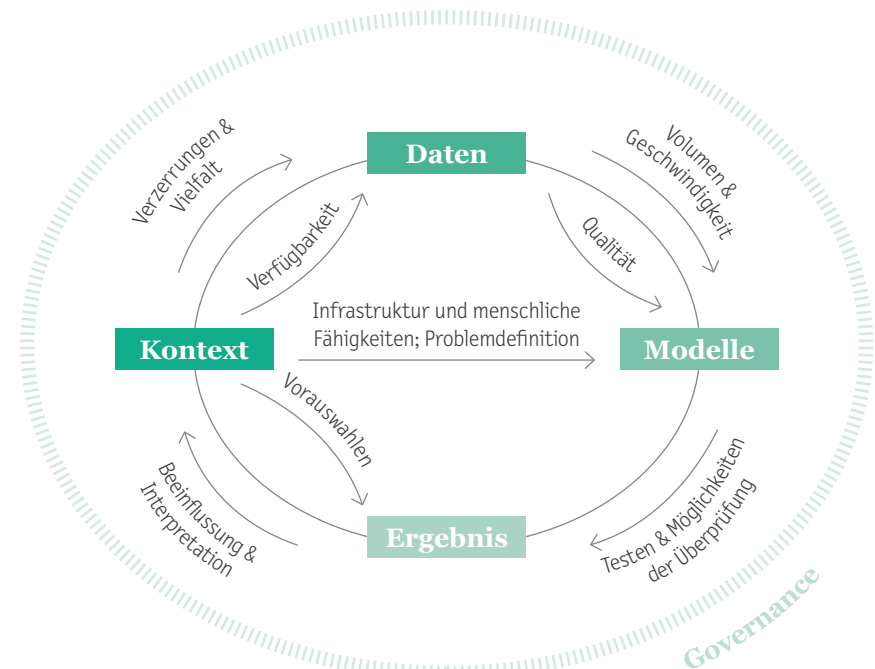 Daten
Verzerrungen &
Vielfalt
Verfügbarkeit
Volumen &
Geschwindigkeit
Qualität
Infrastruktur und menschliche
Fähigkeiten; Problemdefinition
Kontext
Modelle
Vorauswahlen
Beeinflussung &
Interpretation
Ergebnis
Testen & Möglichkeiten
der Überprüfung
Governance